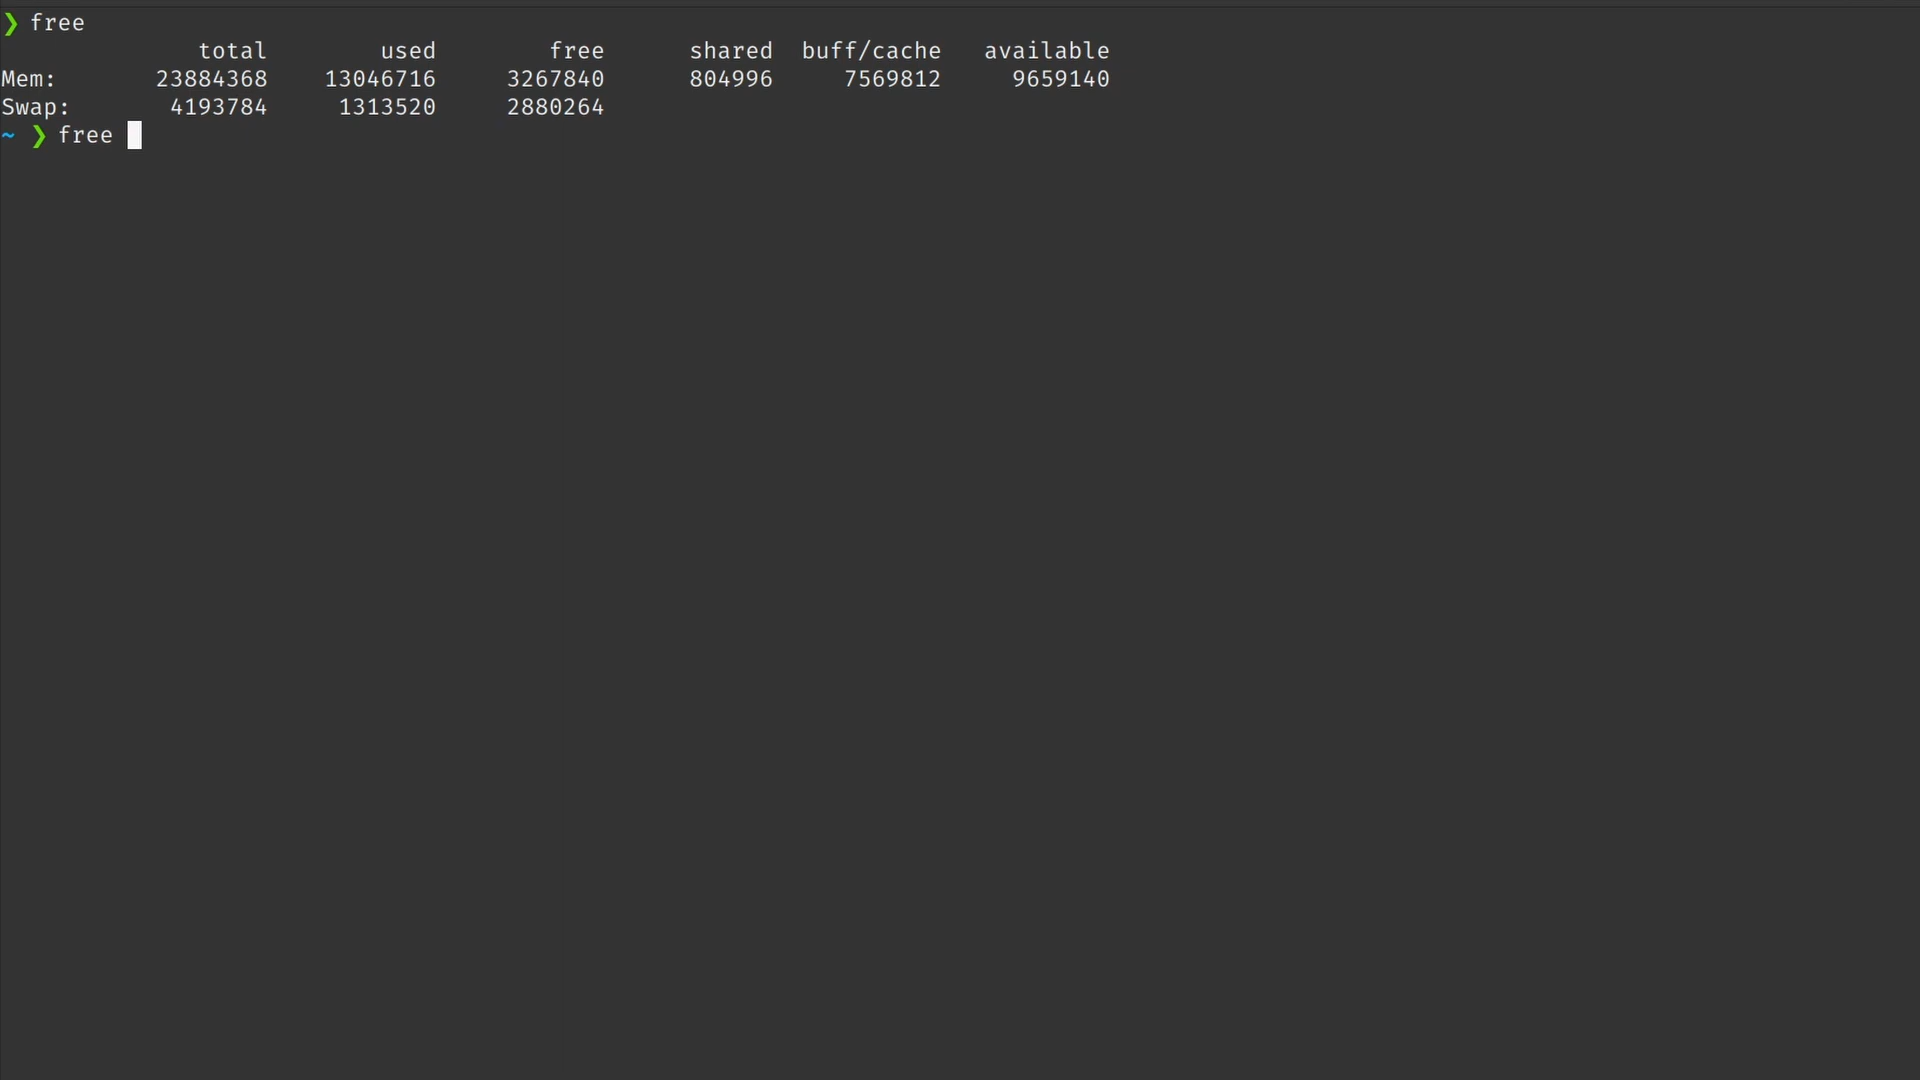 ❯ free
total used free shared buff/cache available
Mem: 23884368 13046716 3267840 804996 7569812 9659140
Swap: 4193784 1313520 2880264
~ ❯ free